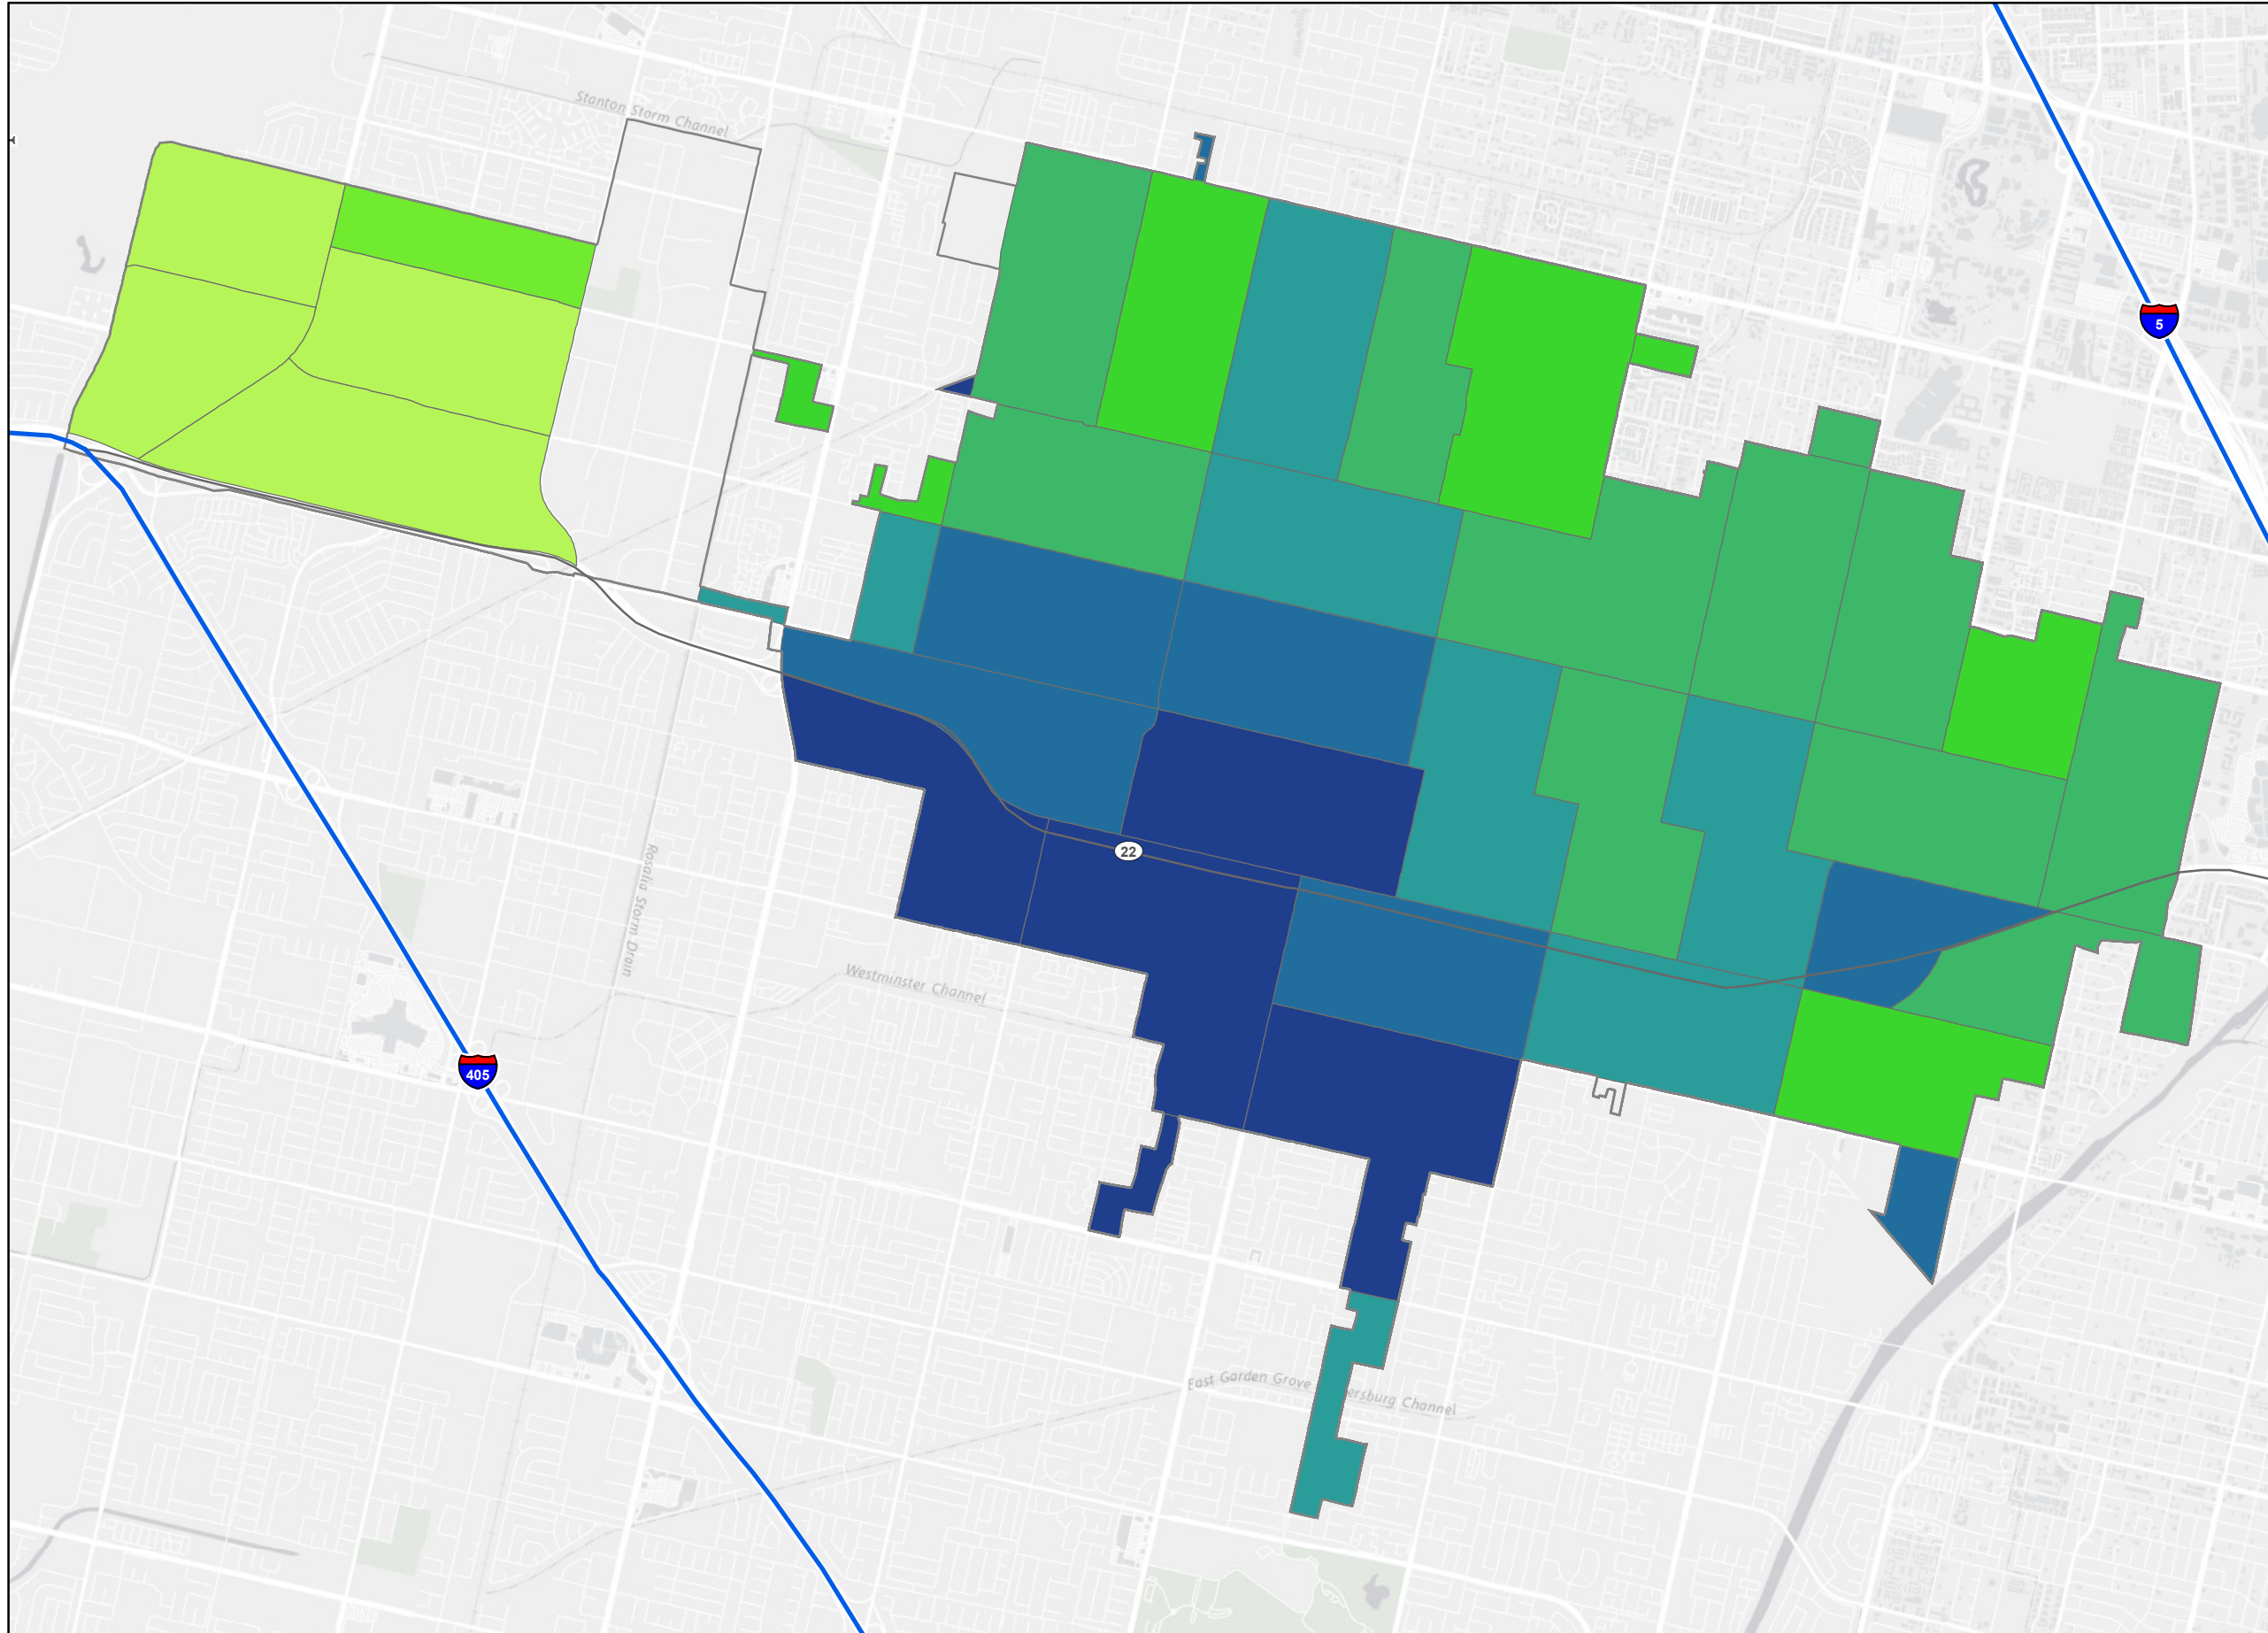 Stanton Storm Channel
5
22
Rosalia Storm Drain
Westminster Channel
405
East Garden Grove
ersburg Channel